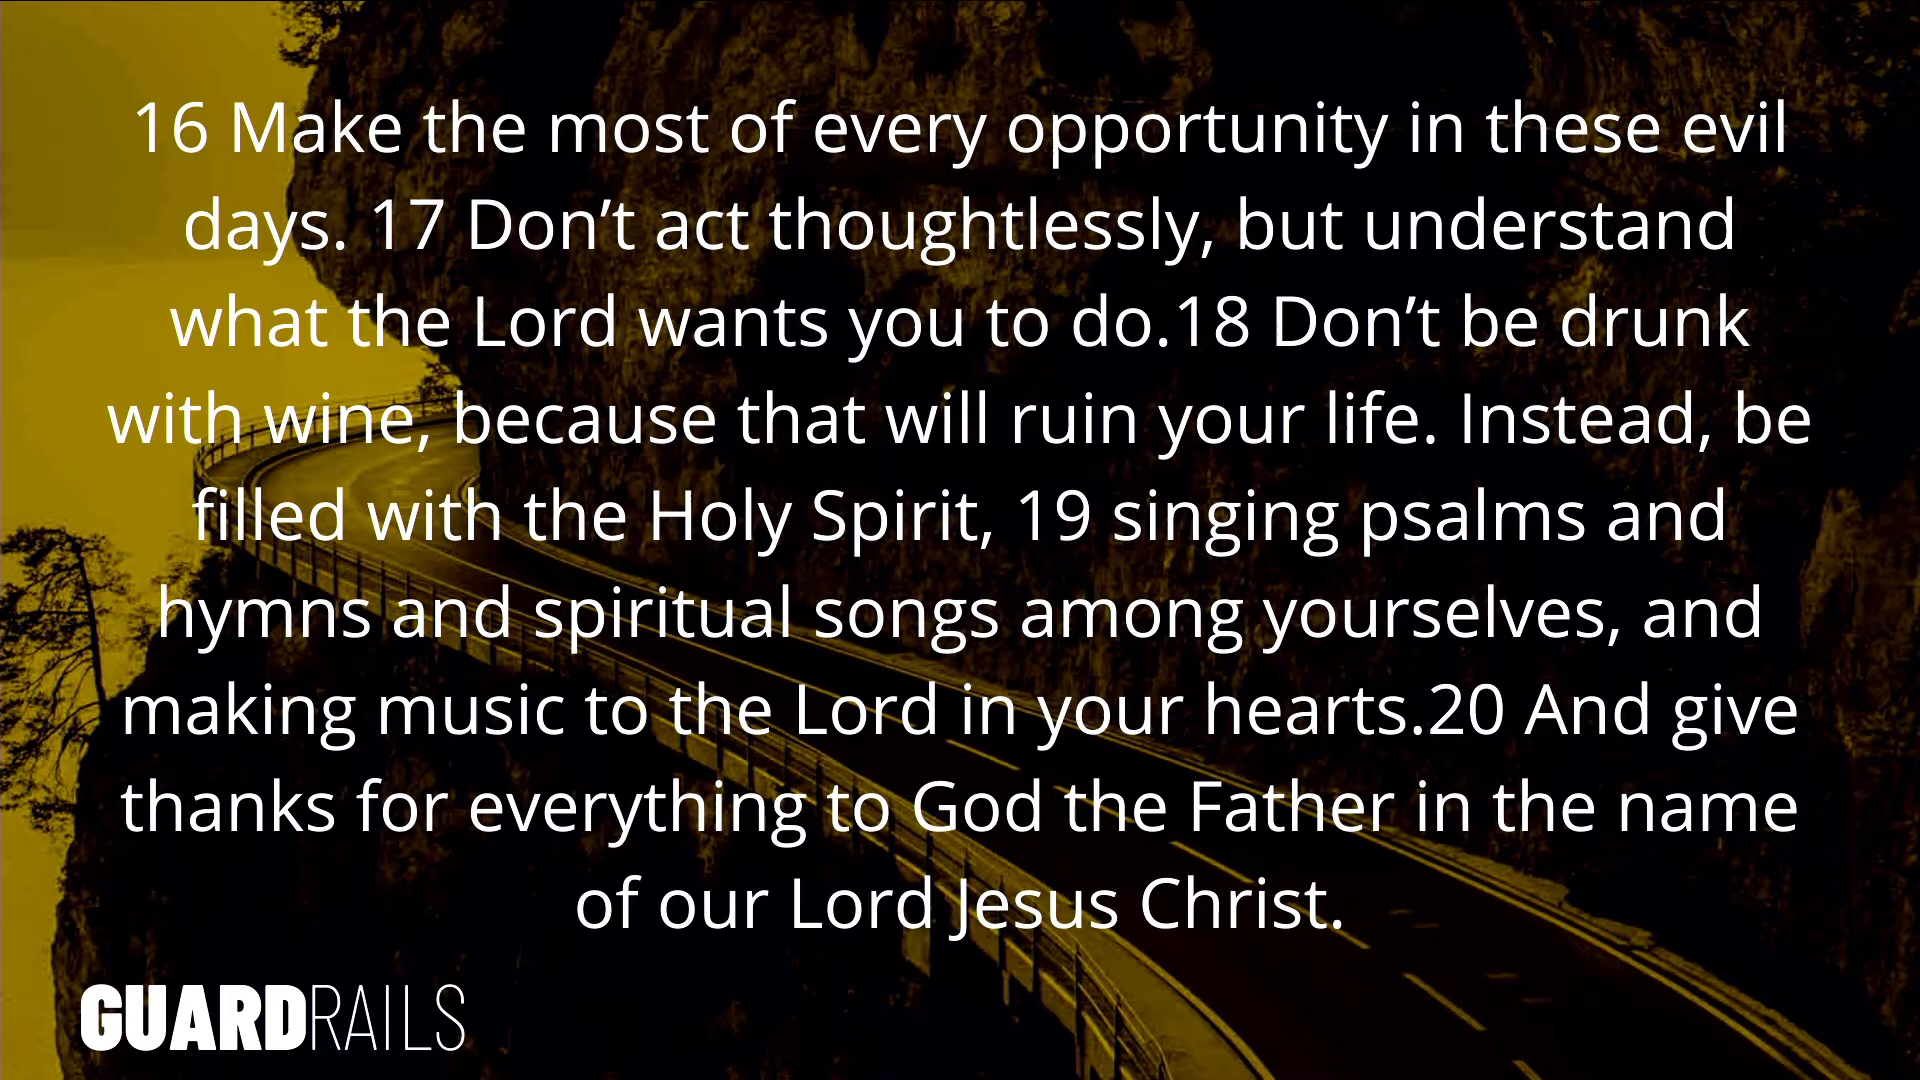 16 Make the most of every opportunity in these evil
days. 17 Don’t act thoughtlessly, but understand
what the Lord wants you to do.18 Don’t be drunk
with wine, because that will ruin your life. Instead, be
filled with the Holy Spirit, 19 singing psalms and
hymns and spiritual songs among yourselves, and
making music to the Lord in your hearts.20 And give
thanks for everything to God the Father in the name
of our Lord Jesus Christ.
GUARDRAILS